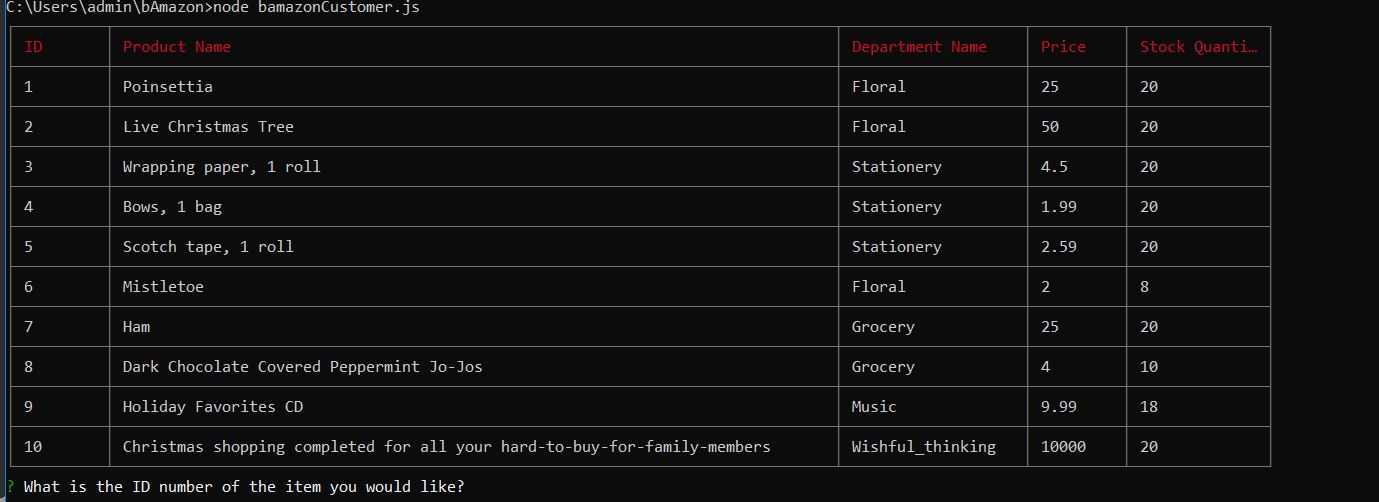 C:\Users\admin\bAmazon>node bamazonCustomer.js
ID Product Name Department Name Price Stock Quanti…
1 Poinsettia Floral 25 20
2 Live Christmas Tree Floral 50 20
3 Wrapping paper, 1 roll Stationery 4.5 20
4 Bows, 1 bag Stationery 1.99 20
5 Scotch tape, 1 roll Stationery 2.59 20
6 Mistletoe Floral 2 8
7 Ham Grocery 25 20
8 Dark Chocolate Covered Peppermint Jo-Jos Grocery 4 10
9 Holiday Favorites CD Music 9.99 18
10 Christmas shopping completed for all your hard-to-buy-for-family-members Wishful_thinking 10000 20
? What is the ID number of the item you would like?